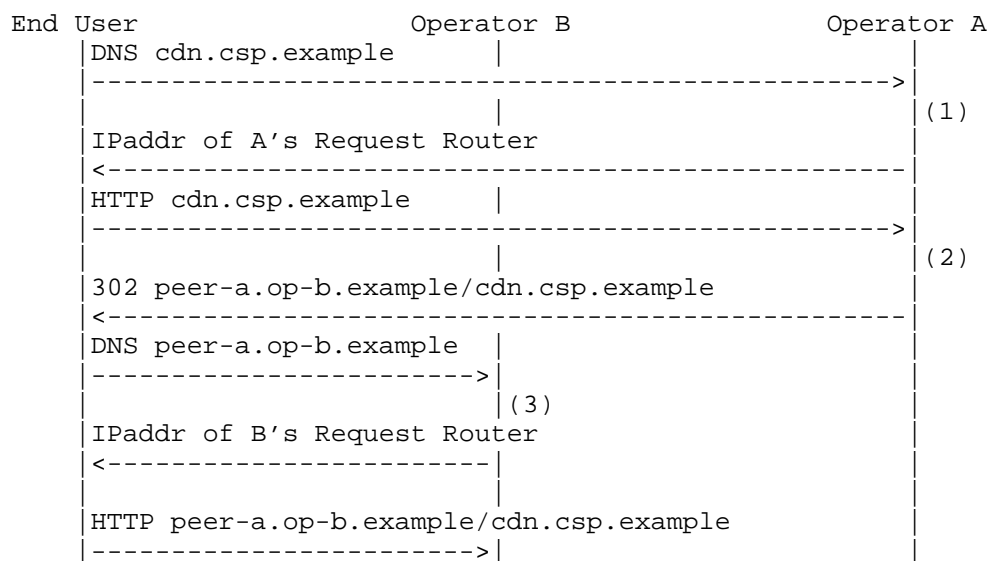 End User Operator B Operator A
DNS cdn.csp.example
(1)
IPaddr of A's Request Router
HTTP cdn.csp.example
(2)
302 peer-a.op-b.example/cdn.csp.example
DNS peer-a.op-b.example
(3)
IPaddr of B's Request Router
HTTP peer-a.op-b.example/cdn.csp.example